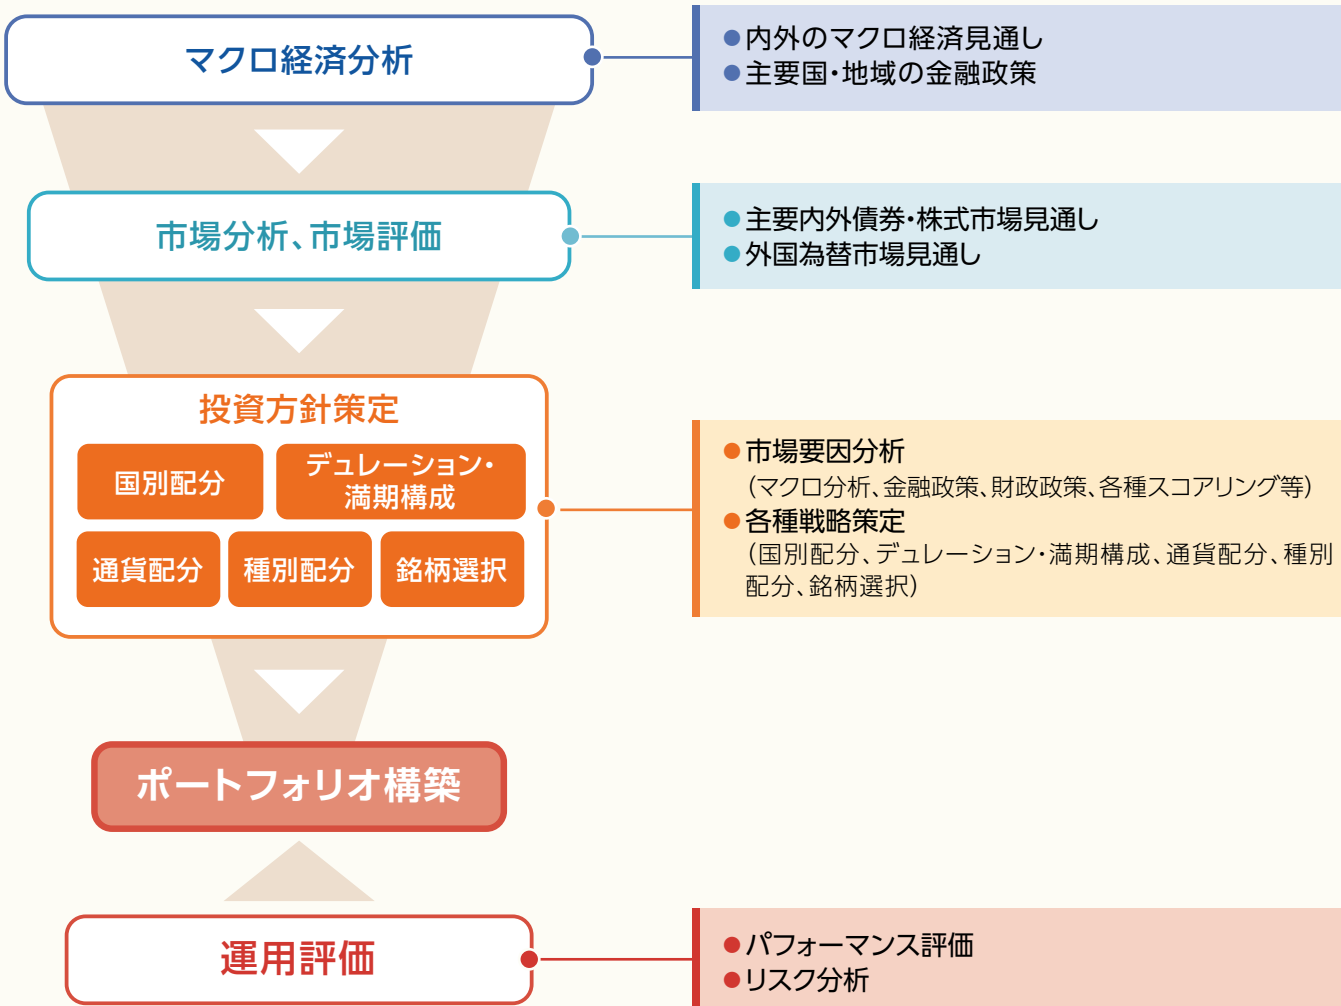 マクロ経済分析
●内外のマクロ経済見通し
●主要国・地域の金融政策
市場分析、市場評価
●主要内外債券・株式市場見通し
●外国為替市場見通し
投資方針策定
国別配分
デュレーション・
満期構成
通貨配分
種別配分
銘柄選択
●市場要因分析
(マクロ分析、金融政策、財政政策、各種スコアリング等)
●各種戦略策定
(国別配分、デュレーション・満期構成、通貨配分、種別
配分、銘柄選択)
ポートフォリオ構築
運用評価
●パフォーマンス評価
●リスク分析